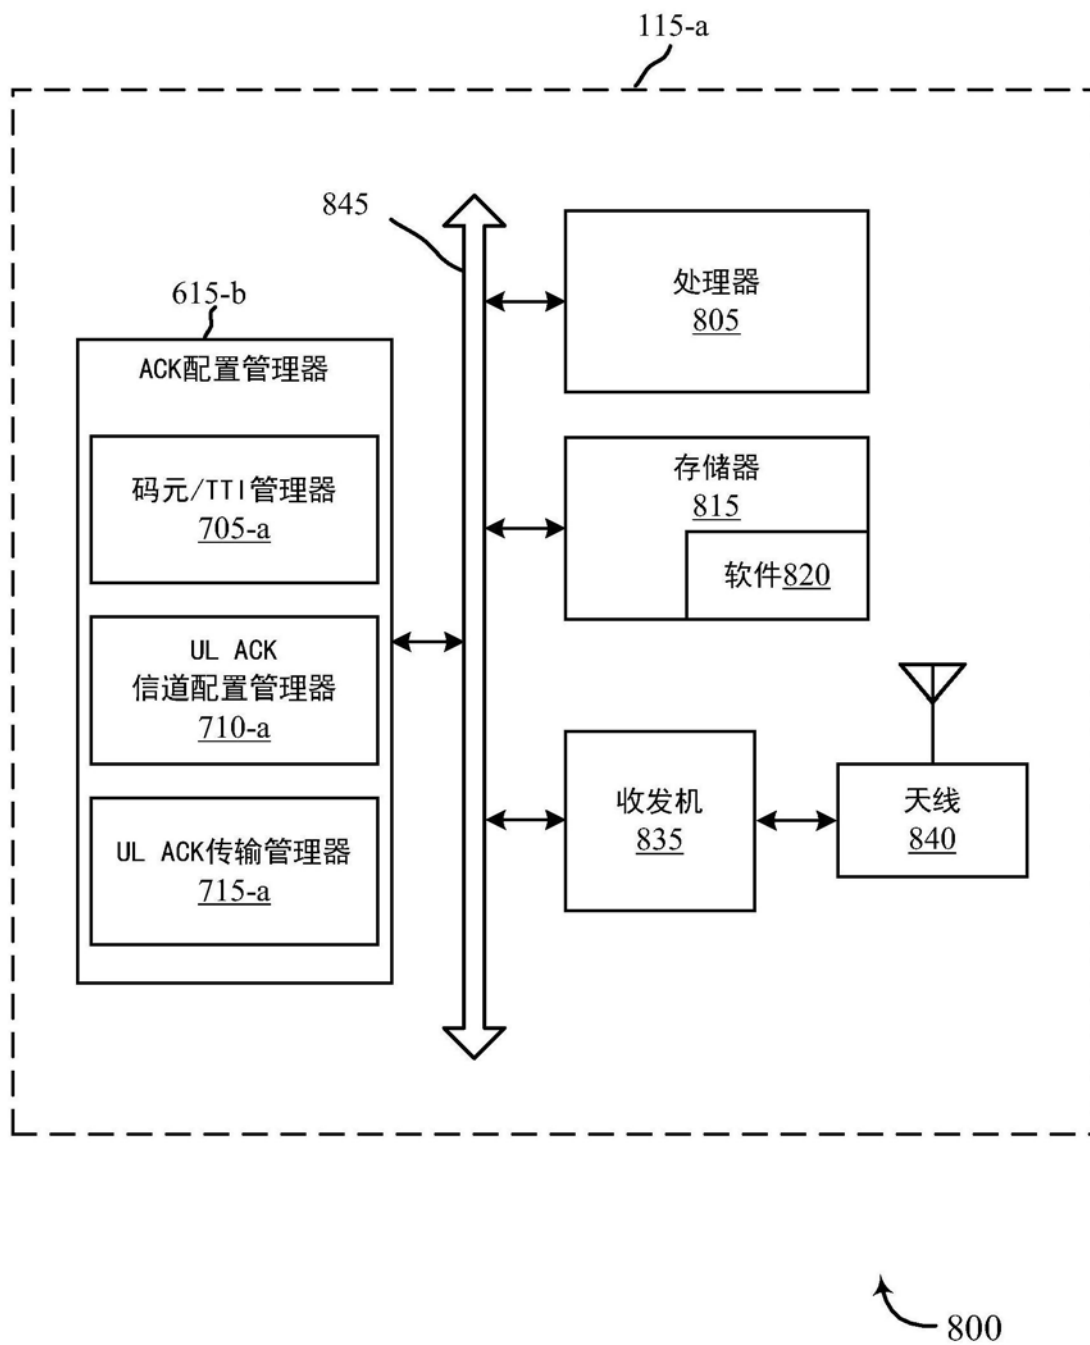 115-a
845
615-b
ACK配置管理器
码元/TTI管理器
705-a
UL ACK
信道配置管理器
710-a
UL ACK传输管理器
715-a
处理器
805
存储器
815
软件820
收发机
835
天线
840
800